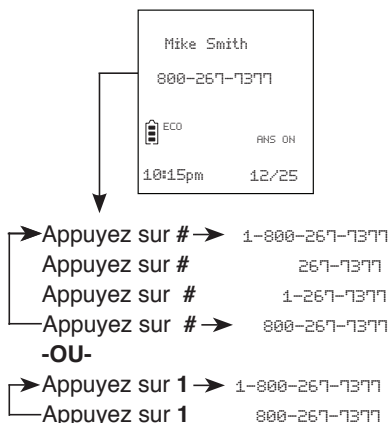 Mike Smith
800-267-7377
ECO
ANS ON
10:15pm 12/25
Appuyez sur # 1-800-267-7377
Appuyez sur # 267-7377
Appuyez sur # 1-267-7377
Appuyez sur # 800-267-7377
-OU-
Appuyez sur 1 1-800-267-7377
Appuyez sur 1 800-267-7377